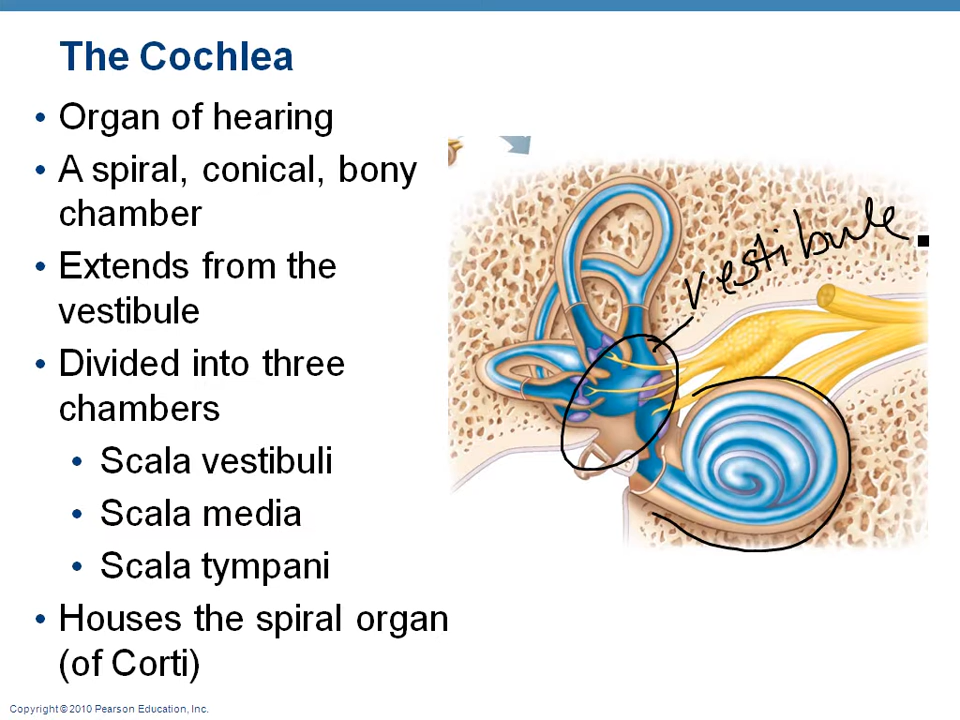 The Cochlea
• Organ of hearing
• A spiral, conical, bony
chamber
• Extends from the
vestibule
• Divided into three
chambers
• Scala vestibuli
• Scala media
• Scala tympani
• Houses the spiral organ
(of Corti)
vestibule
Copyright © 2010 Pearson Education, Inc.